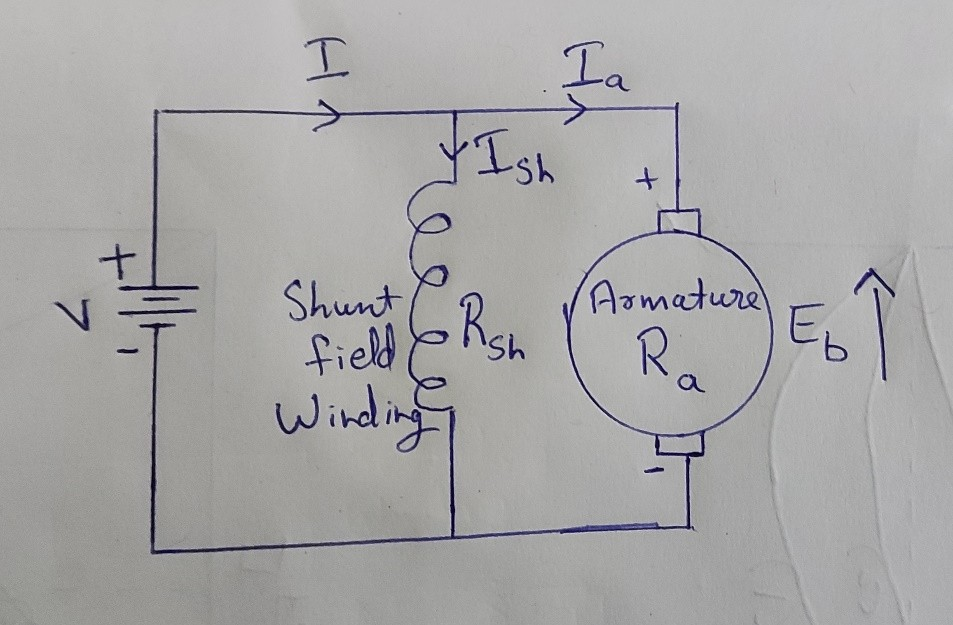 I
Ia
Ish
+
+
V
-
Shunt
field
Winding
Rsh
Armature
Ra
Eb
-